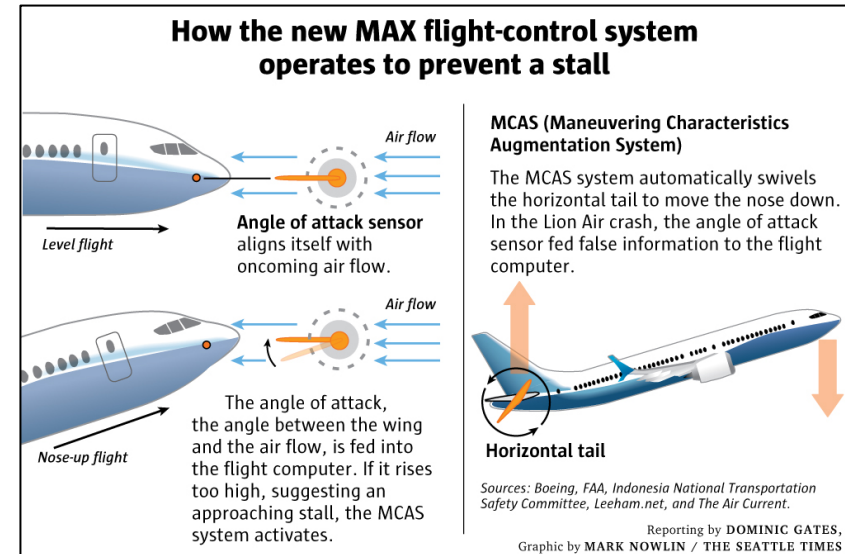 How the new MAX flight-control system
operates to prevent a stall
Air flow
Angle of attack sensor
aligns itself with
oncoming air flow.
Level flight
Air flow
The angle of attack,
the angle between the wing
and the air flow, is fed into
the flight computer. If it rises
too high, suggesting an
approaching stall, the MCAS
system activates.
Nose-up flight
MCAS (Maneuvering Characteristics
Augmentation System)
The MCAS system automatically swivels
the horizontal tail to move the nose down.
In the Lion Air crash, the angle of attack
sensor fed false information to the flight
computer.
Horizontal tail
Sources: Boeing, FAA, Indonesia National Transportation
Safety Committee, Leeham.net, and The Air Current.
Reporting by DOMINIC GATES,
Graphic by MARK NOWLIN / THE SEATTLE TIMES